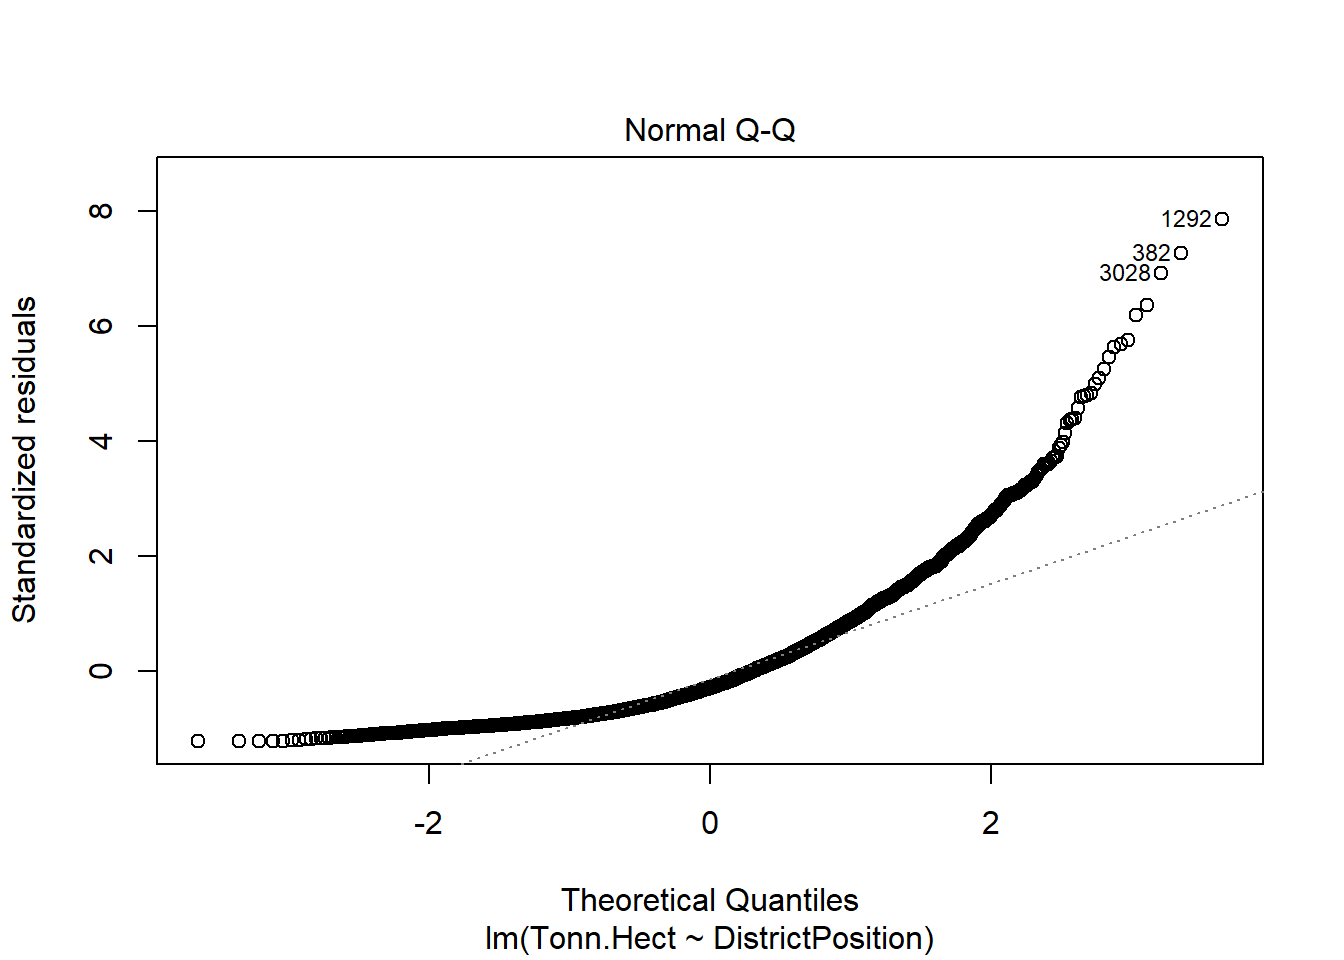 Normal Q-Q
Standardized residuals
8
6
4
2
0
1292
382
3028
-2 0 2
Theoretical Quantiles
lm(Tonn.Hect ~ DistrictPosition)